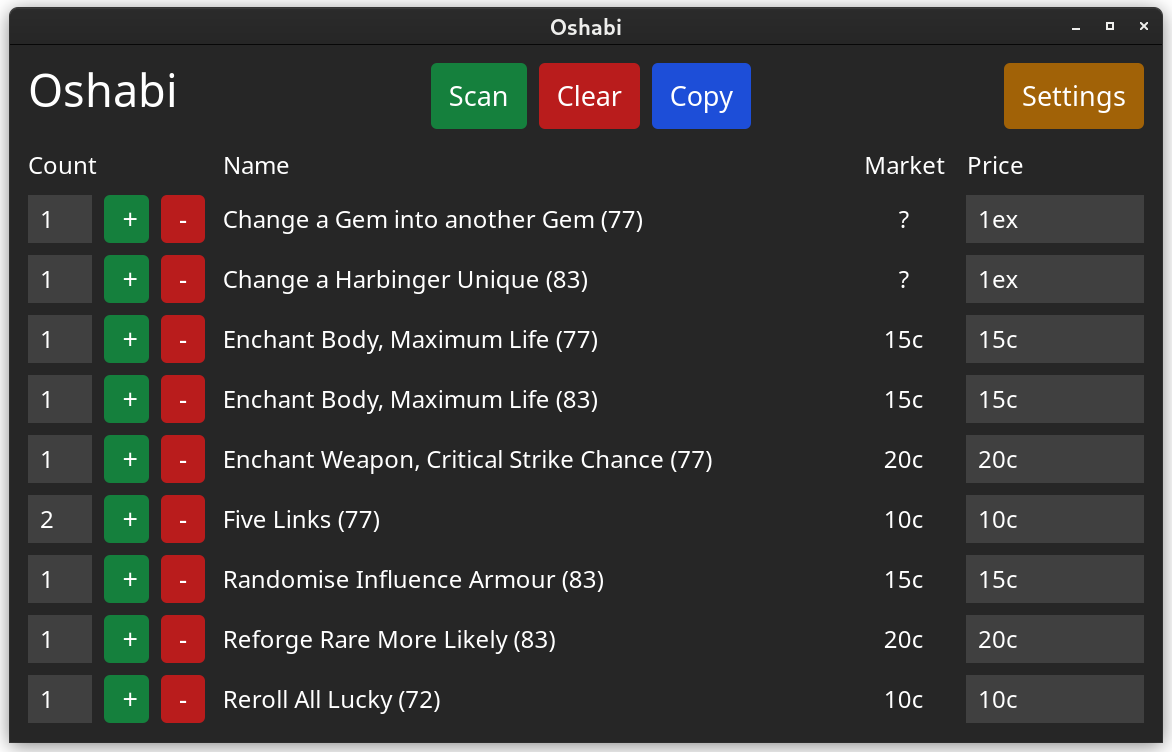 Oshabi
Oshabi Scan Clear Copy Settings
Count Name Market Price
1 + - Change a Gem into another Gem (77) ? 1ex
1 + - Change a Harbinger Unique (83) ? 1ex
1 + - Enchant Body, Maximum Life (77) 15c 15c
1 + - Enchant Body, Maximum Life (83) 15c 15c
1 + - Enchant Weapon, Critical Strike Chance (77) 20c 20c
2 + - Five Links (77) 10c 10c
1 + - Randomise Influence Armour (83) 15c 15c
1 + - Reforge Rare More Likely (83) 20c 20c
1 + - Reroll All Lucky (72) 10c 10c